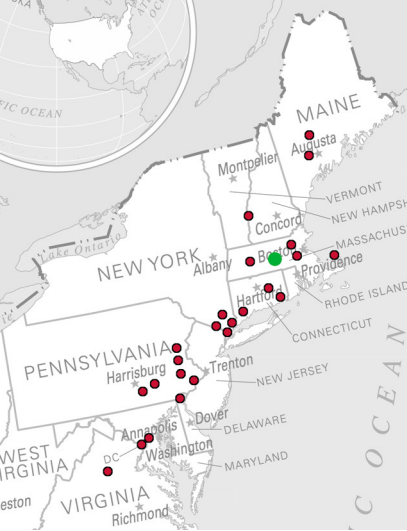 KA
FIC OCEAN
MAINE
Augusta
Montpelier
VERMONT
NEW HAMPSH
Concord
MASSACHUS
Lake Ontario
NEW YORK
Albany
Boston
Providence
RHODE ISLAND
Hartford
CONNECTICUT
PENNSYLVANIA
Harrisburg
Trenton
NEW JERSEY
Dover
DELAWARE
Annapolis
DC
Washington
MARYLAND
WEST
IRGINIA
eston
VIRGINIA
Richmond
IC OCEAN